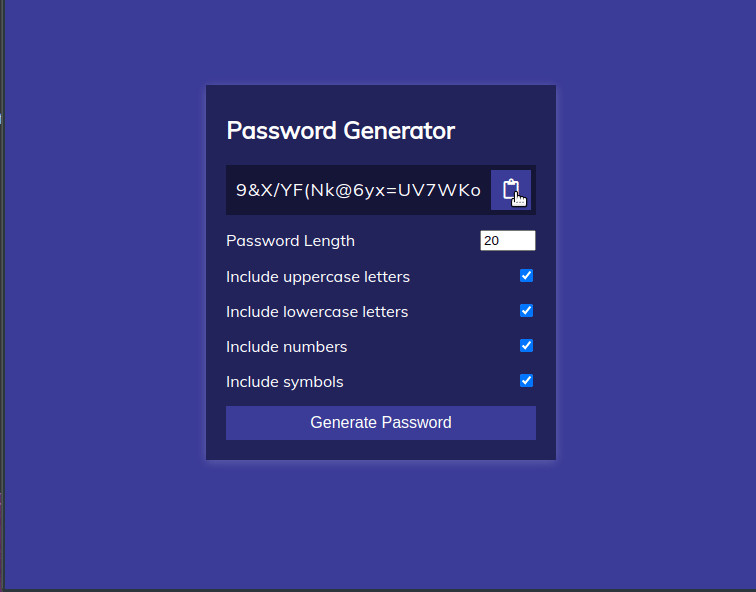 Password Generator
9&X/YF(Nk@6yx=UV7WKo
Password Length
20
Include uppercase letters
Include lowercase letters
Include numbers
Include symbols
Generate Password